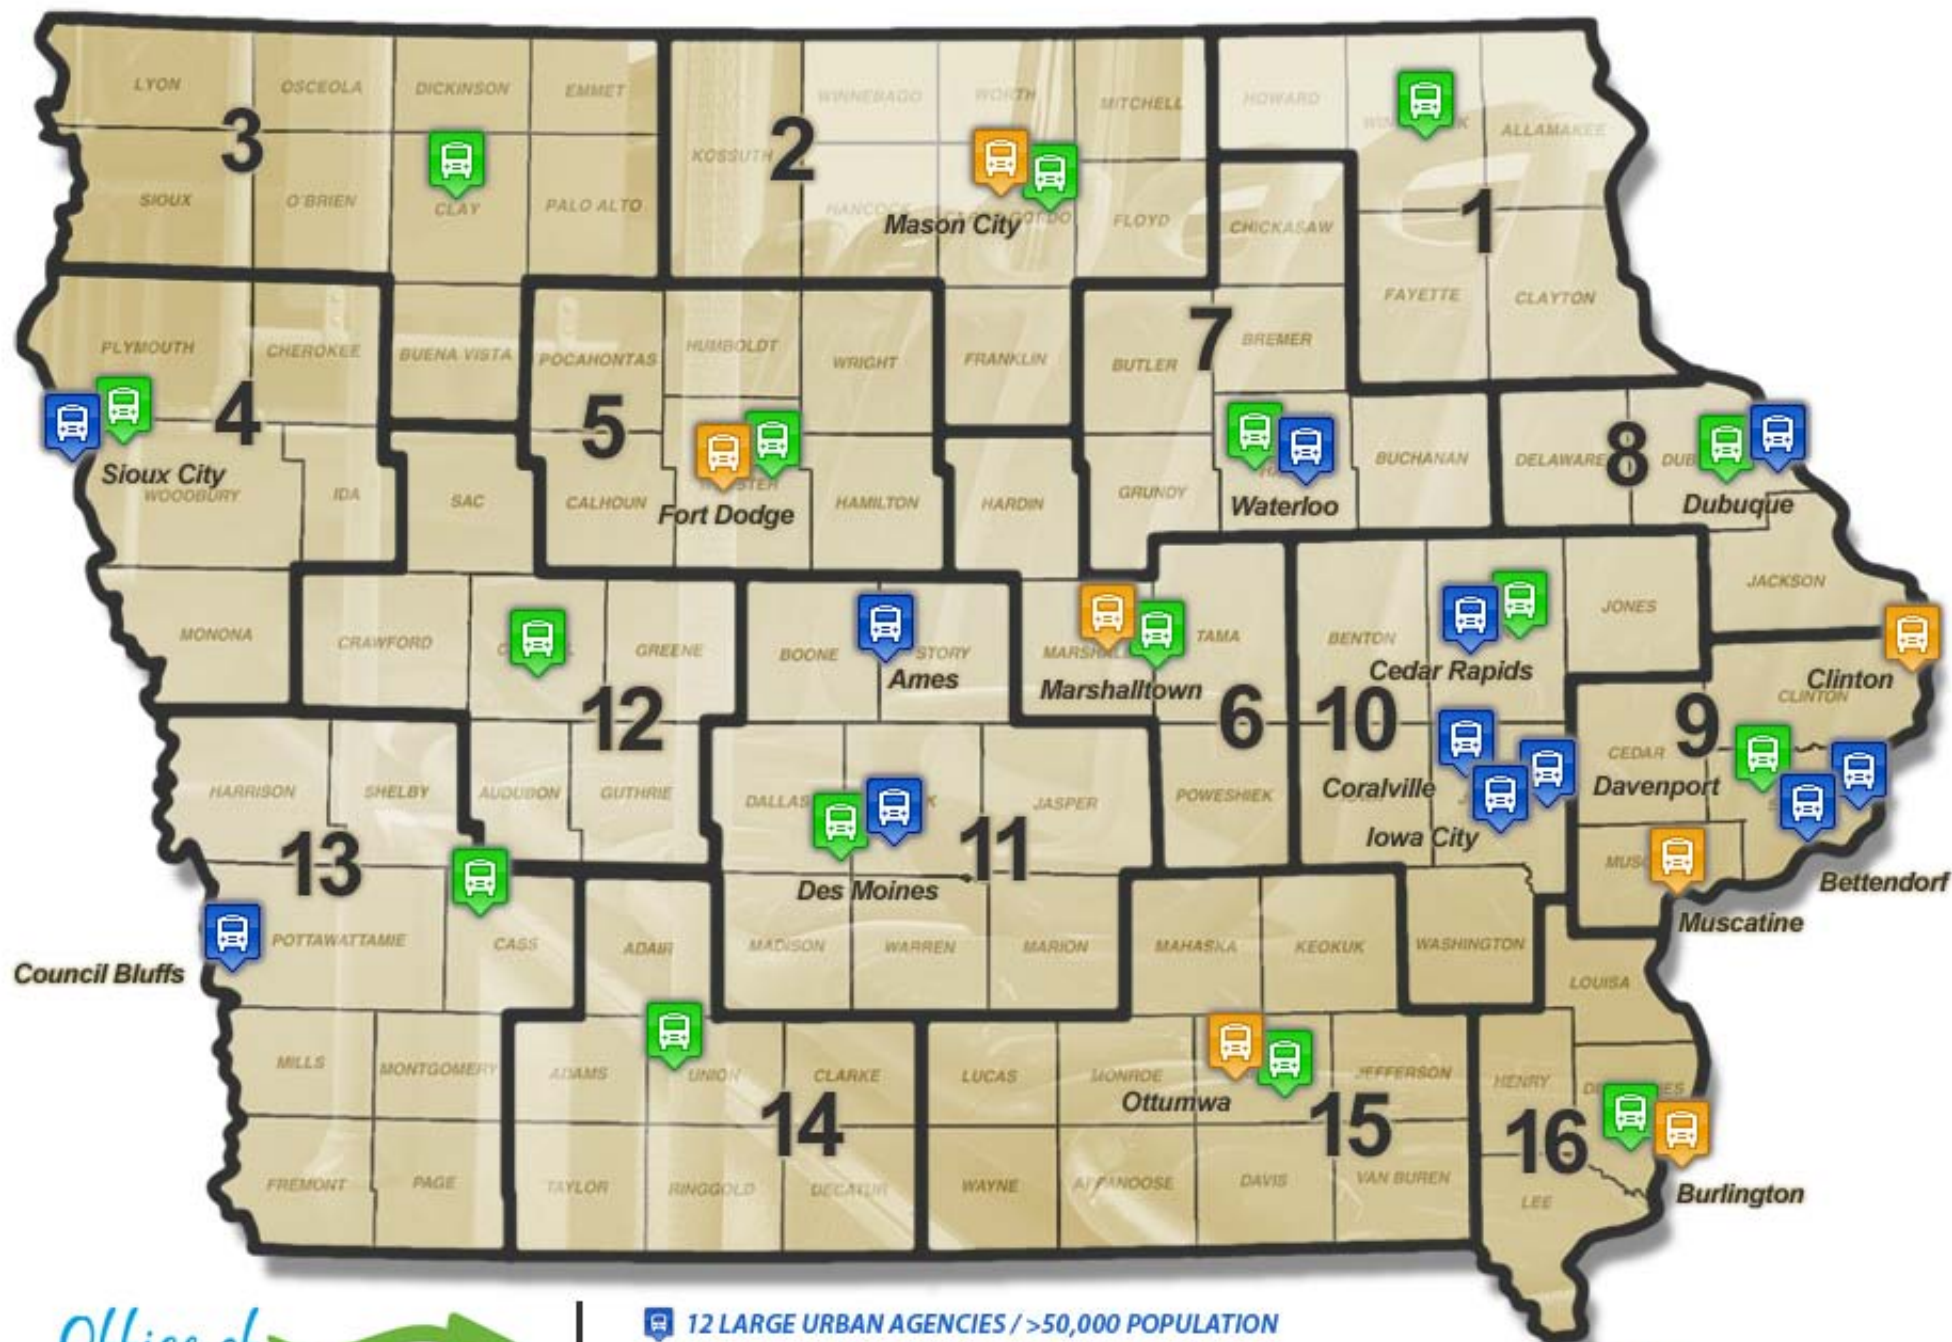 LYON
OSCEOLA
DICKINSON
EMMET
WINNEBAGO
WORTH
MITCHELL
HOWARD
ALLAMAKEE
3
2
KOSSUTH
SIOUX
O'BRIEN
CLAY
PALO ALTO
HANCOCK
Mason City
FLOYD
CHICKASAW
1
FAYETTE
CLAYTON
PLYMOUTH
CHEROKEE
BUENA VISTA
POCAHONTAS
HUMBOLDT
WRIGHT
FRANKLIN
BUTLER
7
BREMER
4
5
Sioux City
WOODBURY
IDA
SAC
CALHOUN
Fort Dodge
HAMILTON
HARDIN
GRUNDY
Waterloo
BUCHANAN
DELAWARE
8
Dubuque
JACKSON
MONONA
CRAWFORD
GREENE
BOONE
STORY
Ames
Marshalltown
TAMA
BENTON
Cedar Rapids
JONES
Clinton
CLINTON
12
6
10
9
HARRISON
SHELBY
AUDUBON
GUTHRIE
DALLAS
JASPER
POWESHIEK
Coralville
Iowa City
CEDAR
Davenport
13
11
Des Moines
Bettendorf
Muscatine
POTTAWATTAMIE
CASS
ADAIR
MADISON
WARREN
MARION
MAHASKA
KEOKUK
WASHINGTON
LOUISA
Council Bluffs
MILLS
MONTGOMERY
ADAMS
UNION
CLARKE
LUCAS
MONROE
Ottumwa
JEFFERSON
HENRY
14
15
16
FREMONT
PAGE
TAYLOR
RINGGOLD
DECATUR
WAYNE
APPANOOSE
DAVIS
VAN BUREN
LEE
Burlington
Office of
12 LARGE URBAN AGENCIES / >50,000 POPULATION